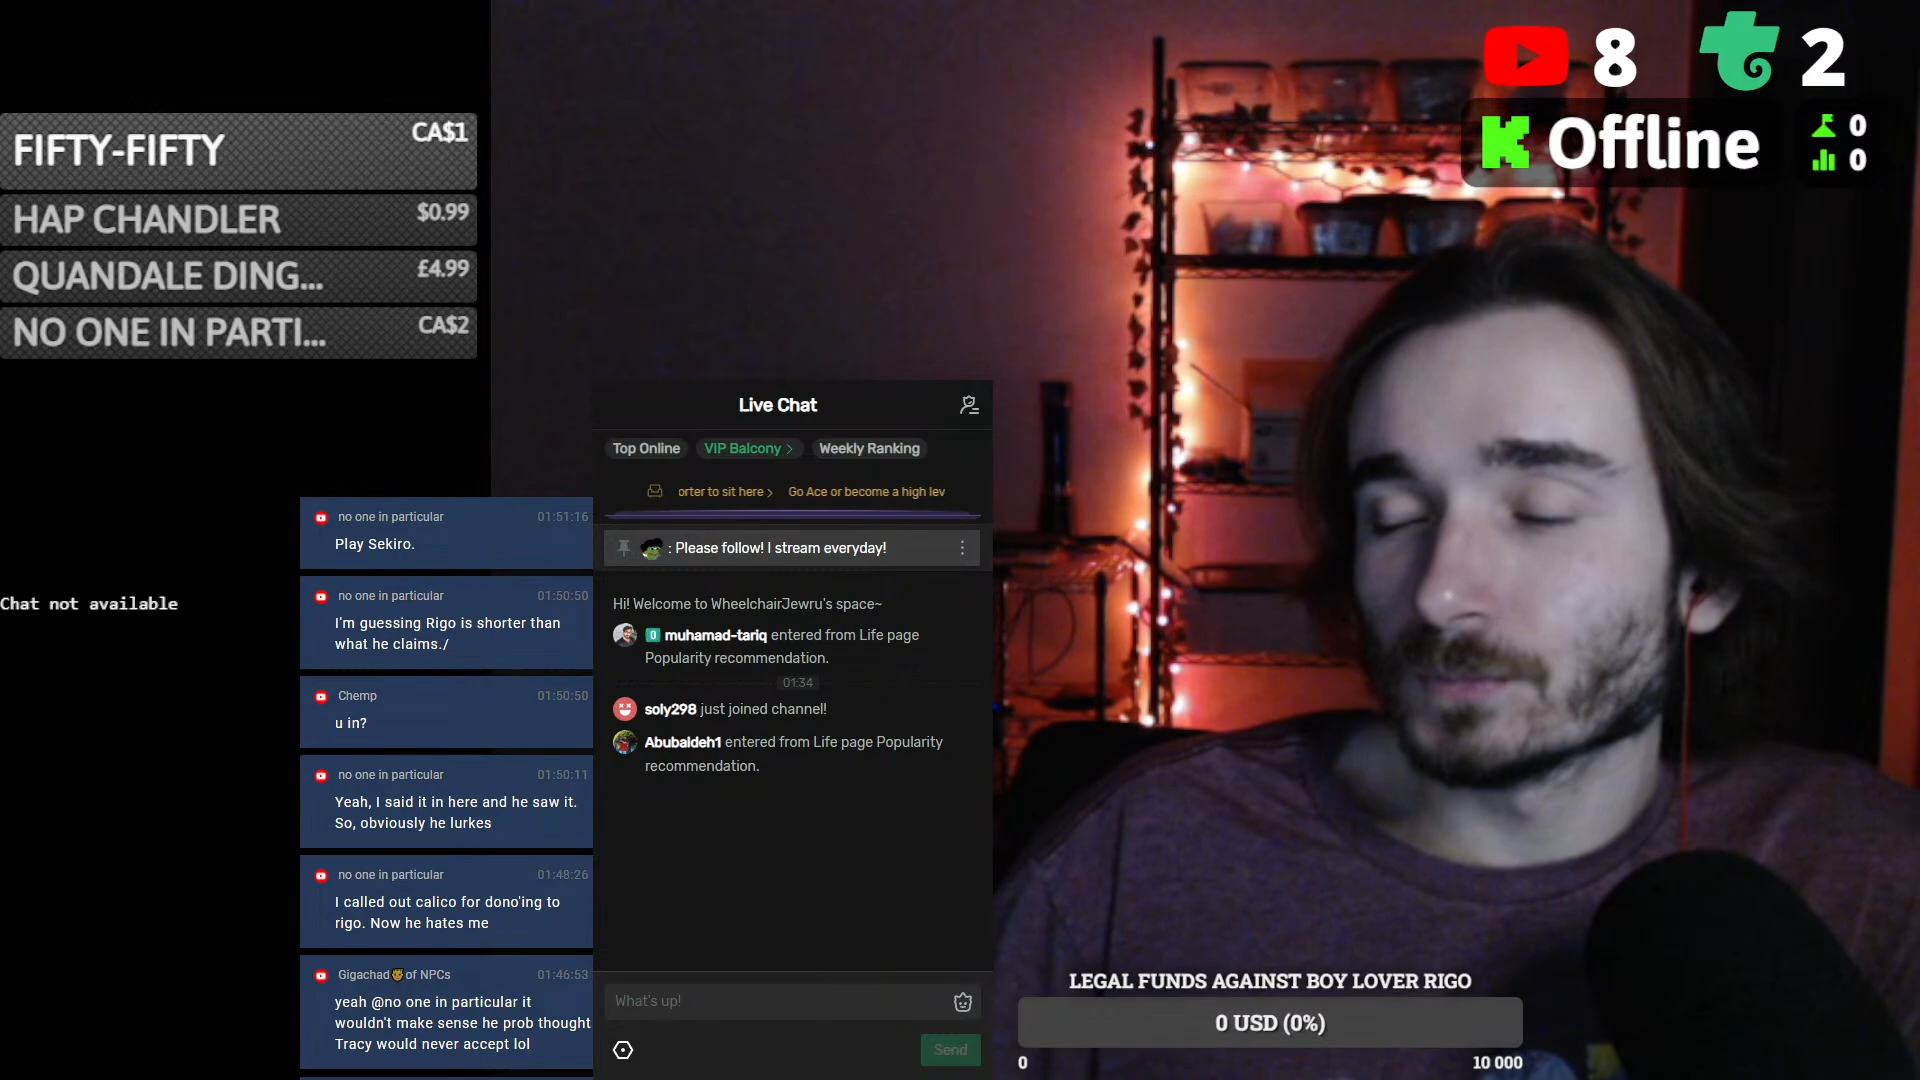 FIFTY-FIFTY CA$1
HAP CHANDLER $0.99
QUANDALE DING... £4.99
NO ONE IN PARTI... CA$2
8
2
Offline
0
0
Chat not available
no one in particular 01:51:16
Play Sekiro.
no one in particular 01:50:50
I'm guessing Rigo is shorter than
what he claims./
Chemp 01:50:50
u in?
no one in particular 01:50:11
Yeah, I said it in here and he saw it.
So, obviously he lurkes
no one in particular 01:48:26
I called out calico for dono'ing to
rigo. Now he hates me
Gigachad of NPCs 01:46:53
yeah @no one in particular it
wouldn't make sense he prob thought
Tracy would never accept lol
Live Chat
Top Online VIP Balcony > Weekly Ranking
orter to sit here > Go Ace or become a high lev
: Please follow! I stream everyday!
Hi! Welcome to WheelchairJewru's space~
0 muhamad-tariq entered from Life page
Popularity recommendation.
01:34
soly298 just joined channel!
Abubaldeh1 entered from Life page Popularity
recommendation.
What's up!
Send
LEGAL FUNDS AGAINST BOY LOVER RIGO
0 USD (0%)
0 10 000